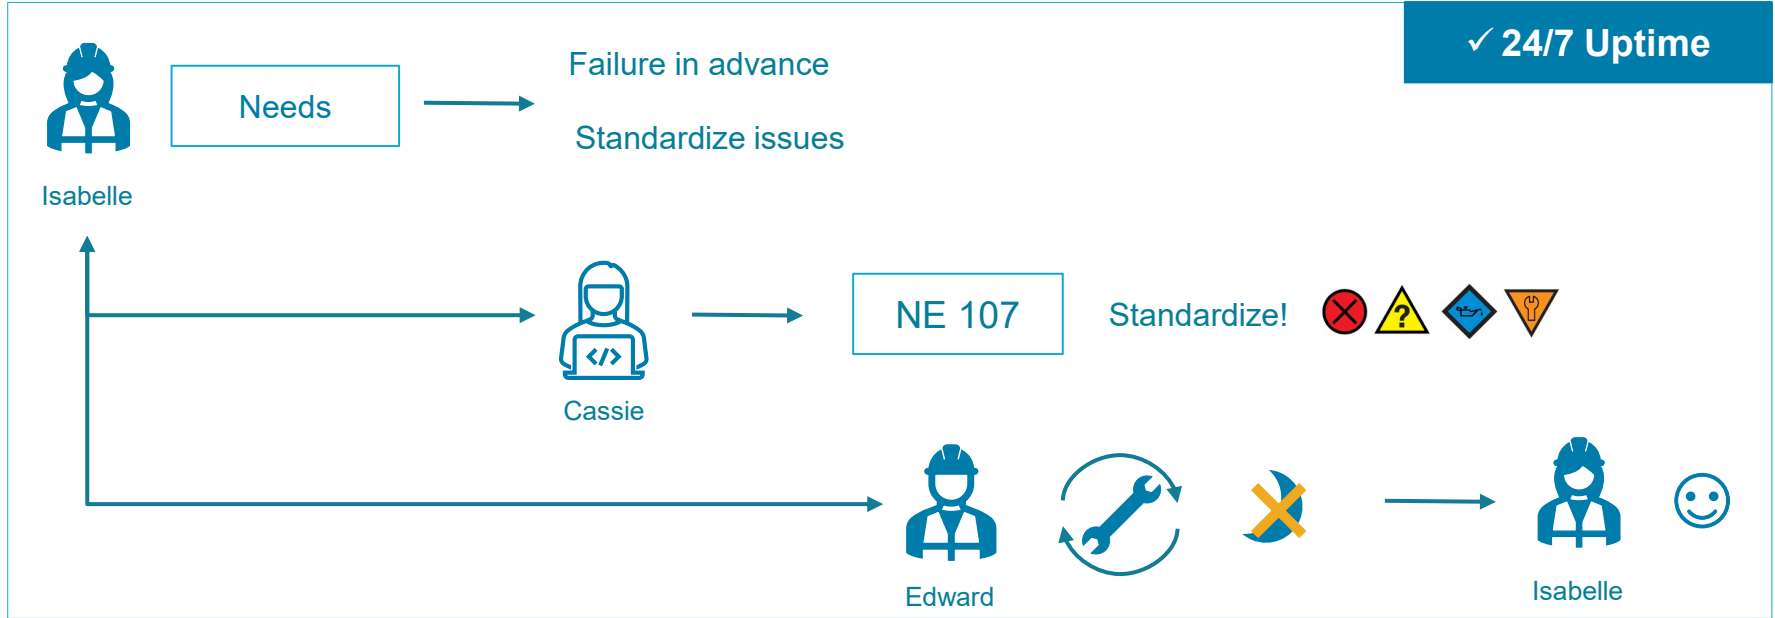 ✓ 24/7 Uptime
Failure in advance
Needs
Standardize issues
Isabelle
NE 107
Standardize!
?
</>
Cassie
Edward
Isabelle